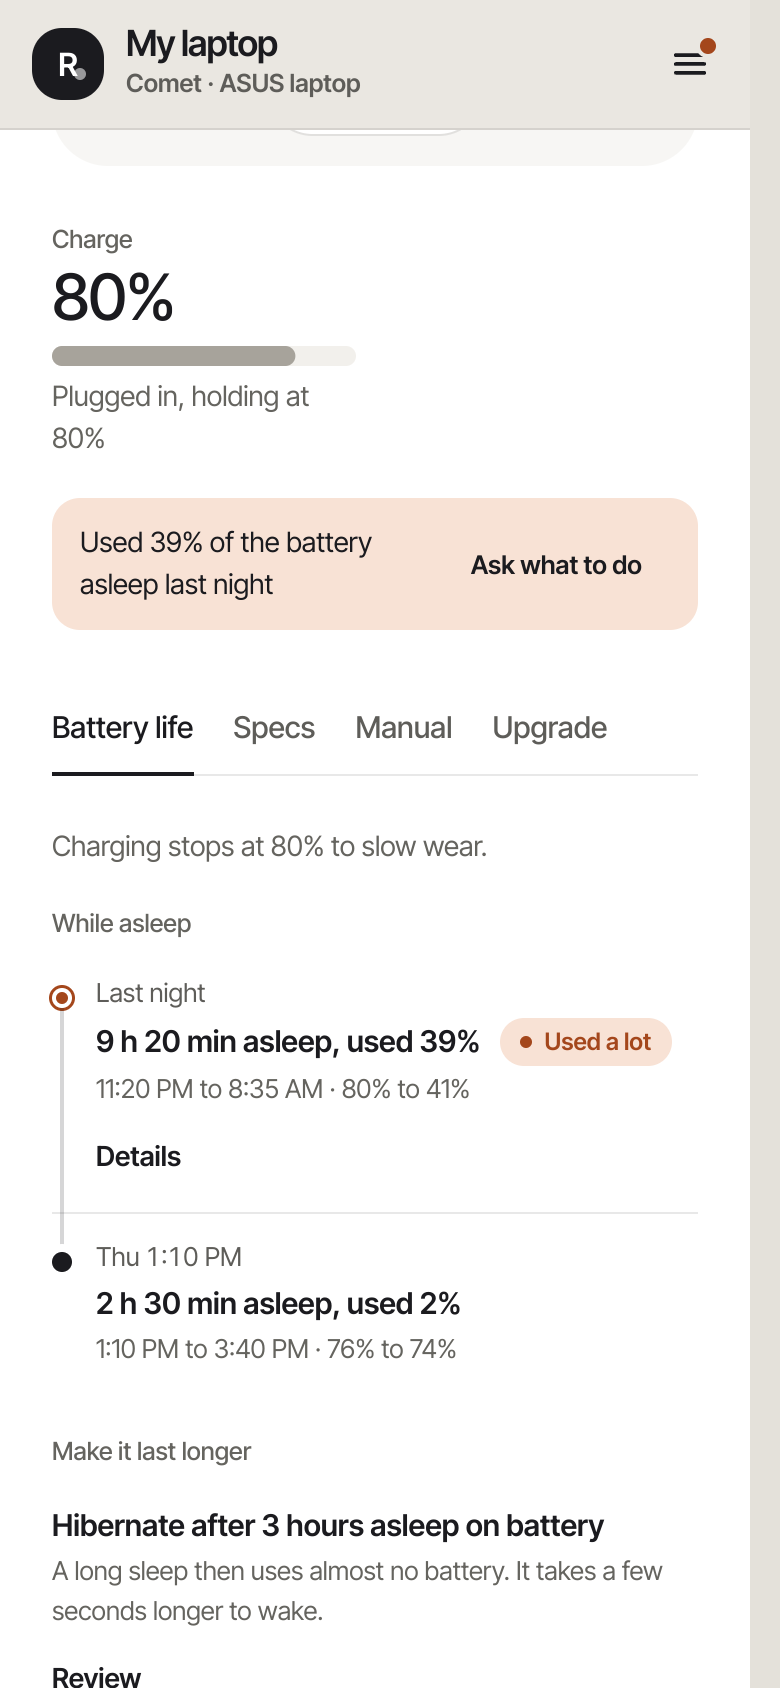 R
My laptop
Comet · ASUS laptop
Charge
80%
Plugged in, holding at
80%
Used 39% of the battery
asleep last night
Ask what to do
Battery life
Specs
Manual
Upgrade
Charging stops at 80% to slow wear.
While asleep
Last night
9 h 20 min asleep, used 39%
Used a lot
11:20 PM to 8:35 AM · 80% to 41%
Details
Thu 1:10 PM
2 h 30 min asleep, used 2%
1:10 PM to 3:40 PM · 76% to 74%
Make it last longer
Hibernate after 3 hours asleep on battery
A long sleep then uses almost no battery. It takes a few
seconds longer to wake.
Review